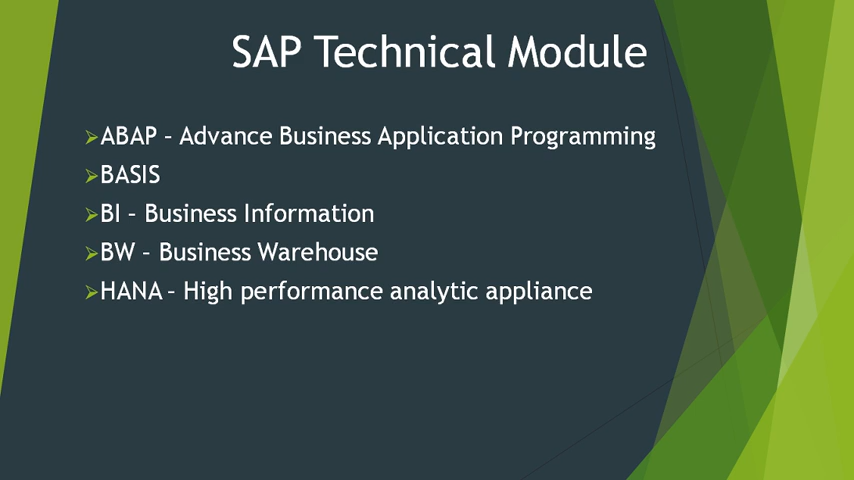 SAP Technical Module
ABAP – Advance Business Application Programming
BASIS
BI – Business Information
BW – Business Warehouse
HANA – High performance analytic appliance